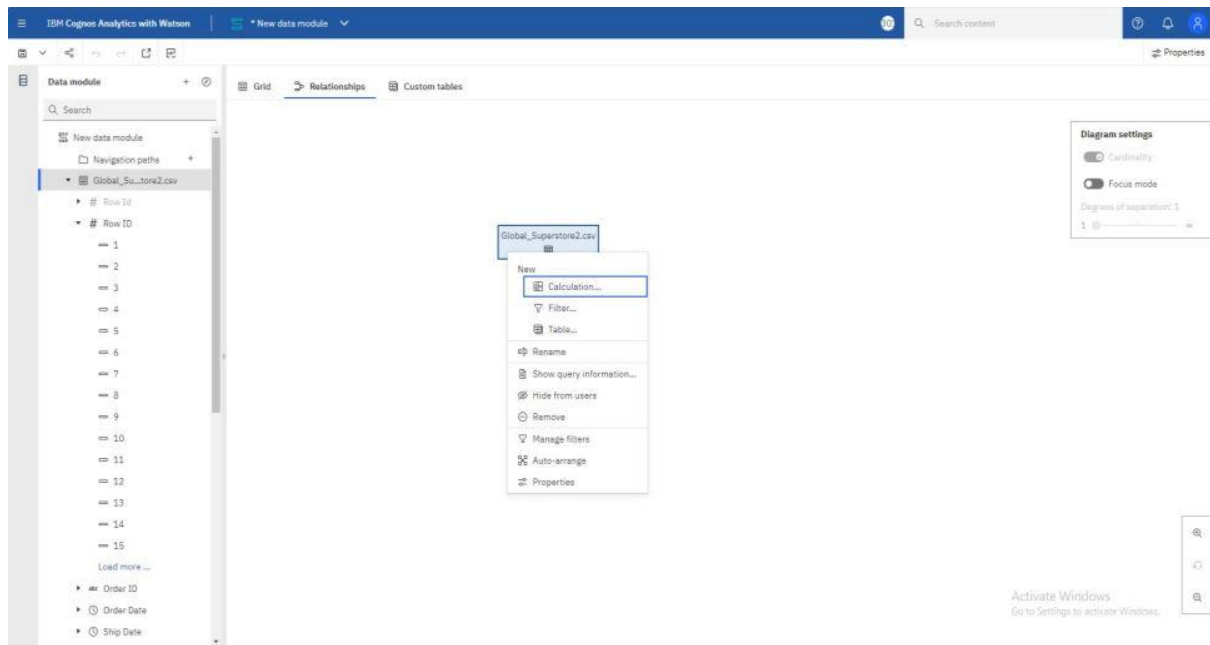 IBM Cognos Analytics with Watson
* New data module
Search content
Properties
Data module
Grid
Relationships
Custom tables
Search
New data module
Navigation paths
Global_Su...tore2.csv
# Row Id
# Row ID
1
2
3
4
5
6
7
8
9
10
11
12
13
14
15
Load more ...
abc Order ID
Order Date
Ship Date
Global_Superstore2.csv
New
Calculation...
Filter...
Table...
Rename
Show query information...
Hide from users
Remove
Manage filters
Auto-arrange
Properties
Diagram settings
Cardinality
Focus mode
Degrees of separation: 1
1 ∞
Activate Windows
Go to Settings to activate Windows.